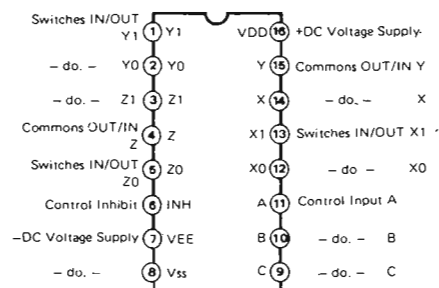 Switches IN/OUT
Y1 1 Y1 VDD 16 +DC Voltage Supply-
- do. - Y0 2 Y0 Y 15 Commons OUT/IN Y
- do. - Z1 3 Z1 X 14 - do. - X
Commons OUT/IN
Z 4 Z X1 13 Switches IN/OUT X1
Switches IN/OUT
Z0 5 Z0 X0 12 - do - X0
Control Inhibit 6 INH A 11 Control Input A
-DC Voltage Supply 7 VEE B 10 - do. - B
- do. - 8 Vss C 9 - do. - C